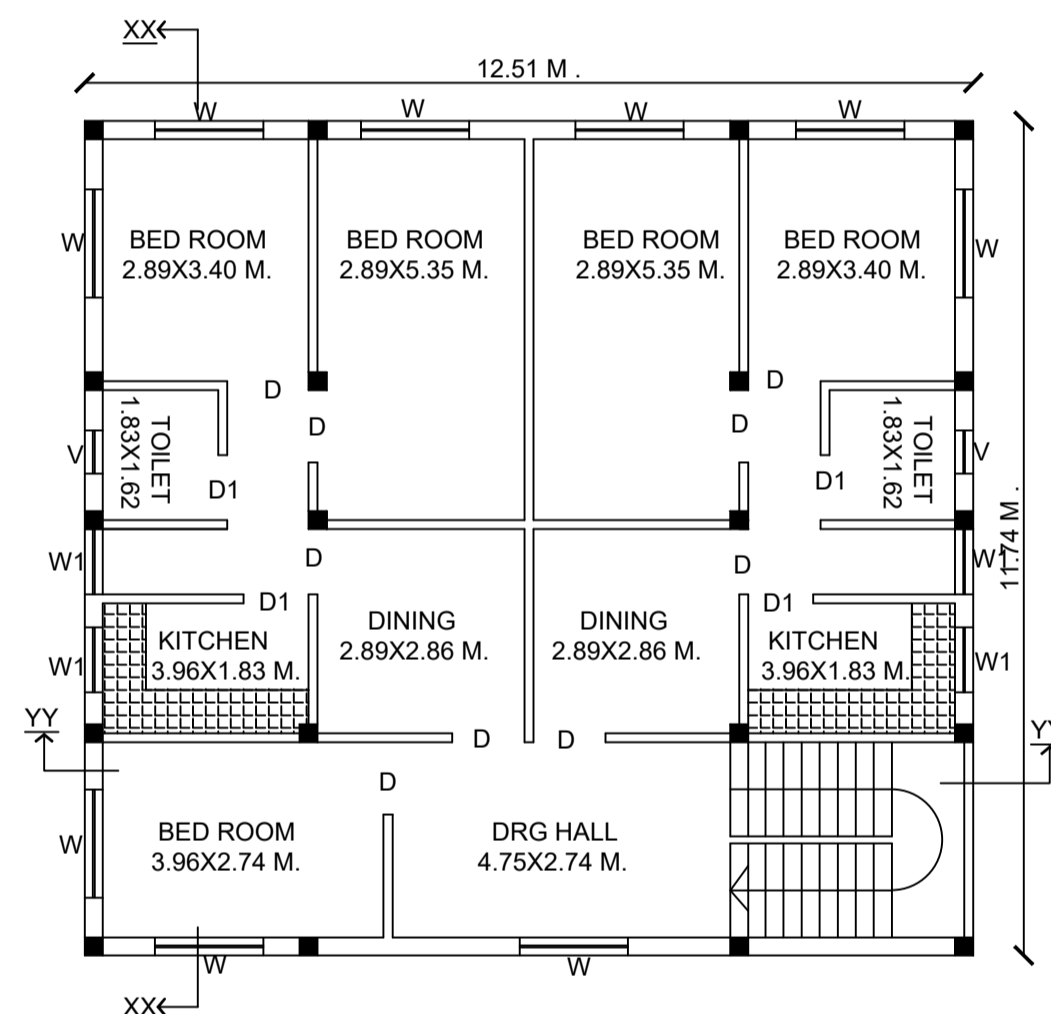 XX
12.51 M .
W
W
W
W
W
W
BED ROOM
2.89X3.40 M.
BED ROOM
2.89X5.35 M.
BED ROOM
2.89X5.35 M.
BED ROOM
2.89X3.40 M.
D
D
D
D
TOILET
1.83X1.62
TOILET
1.83X1.62
V
V
D1
D1
11.74 M .
W1
D
D
W1
D1
D1
KITCHEN
3.96X1.83 M.
DINING
2.89X2.86 M.
DINING
2.89X2.86 M.
KITCHEN
3.96X1.83 M.
W1
W1
YY
YY
D
D
D
W
BED ROOM
3.96X2.74 M.
DRG HALL
4.75X2.74 M.
W
W
XX